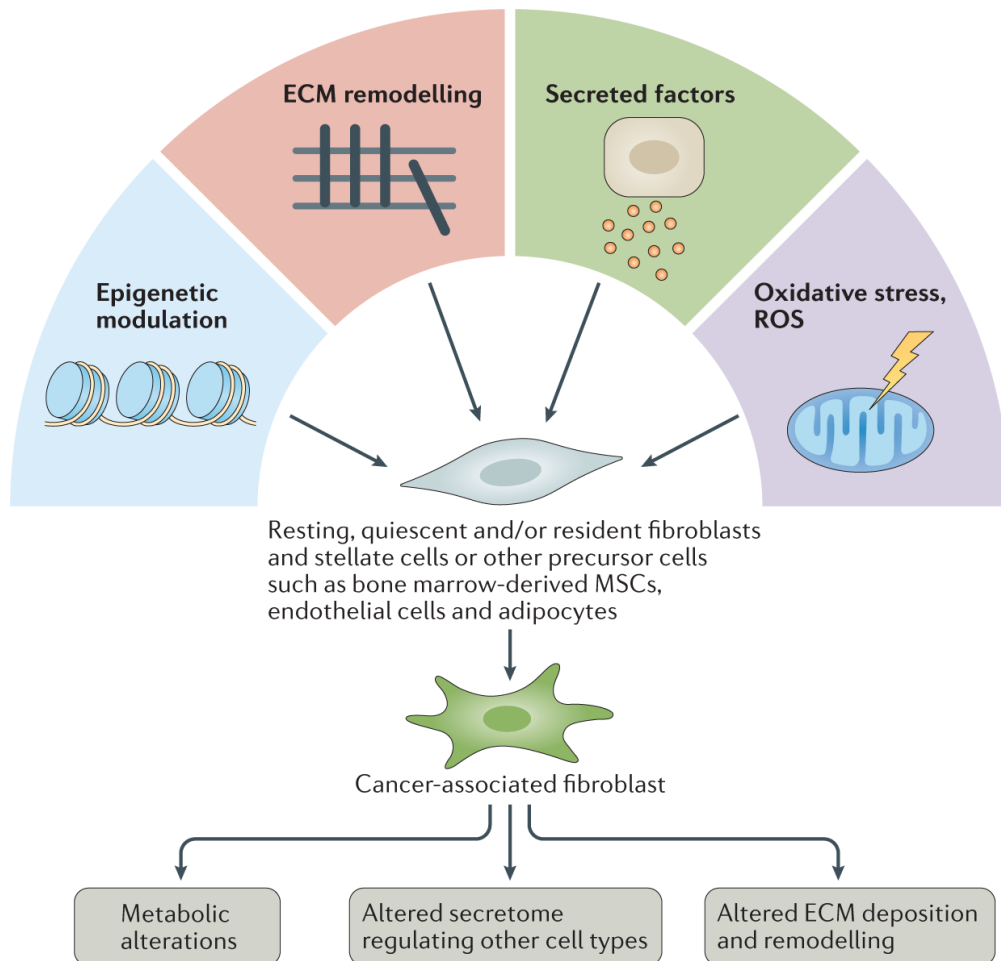 ECM remodelling
Secreted factors
Epigenetic
modulation
Oxidative stress,
ROS
Resting, quiescent and/or resident fibroblasts
and stellate cells or other precursor cells
such as bone marrow-derived MSCs,
endothelial cells and adipocytes
Cancer-associated fibroblast
Metabolic
alterations
Altered secretome
regulating other cell types
Altered ECM deposition
and remodelling